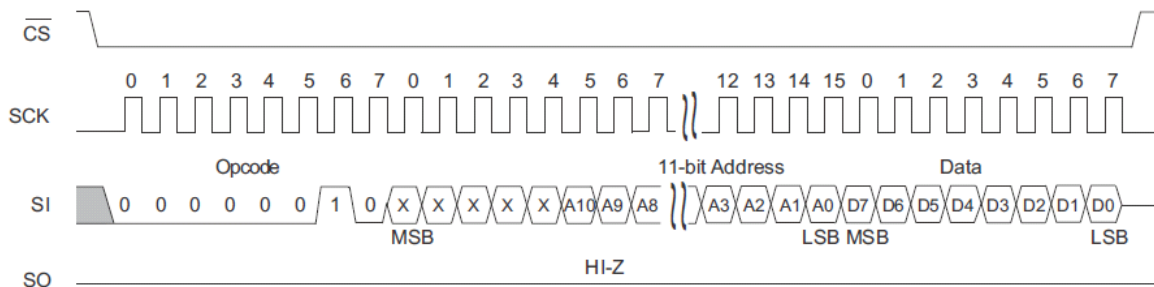 CS
0 1 2 3 4 5 6 7 0 1 2 3 4 5 6 7 12 13 14 15 0 1 2 3 4 5 6 7
SCK
Opcode 11-bit Address Data
SI 0 0 0 0 0 0 1 0 X X X X X A10 A9 A8 A3 A2 A1 A0 D7 D6 D5 D4 D3 D2 D1 D0
MSB LSB MSB LSB
HI-Z
SO